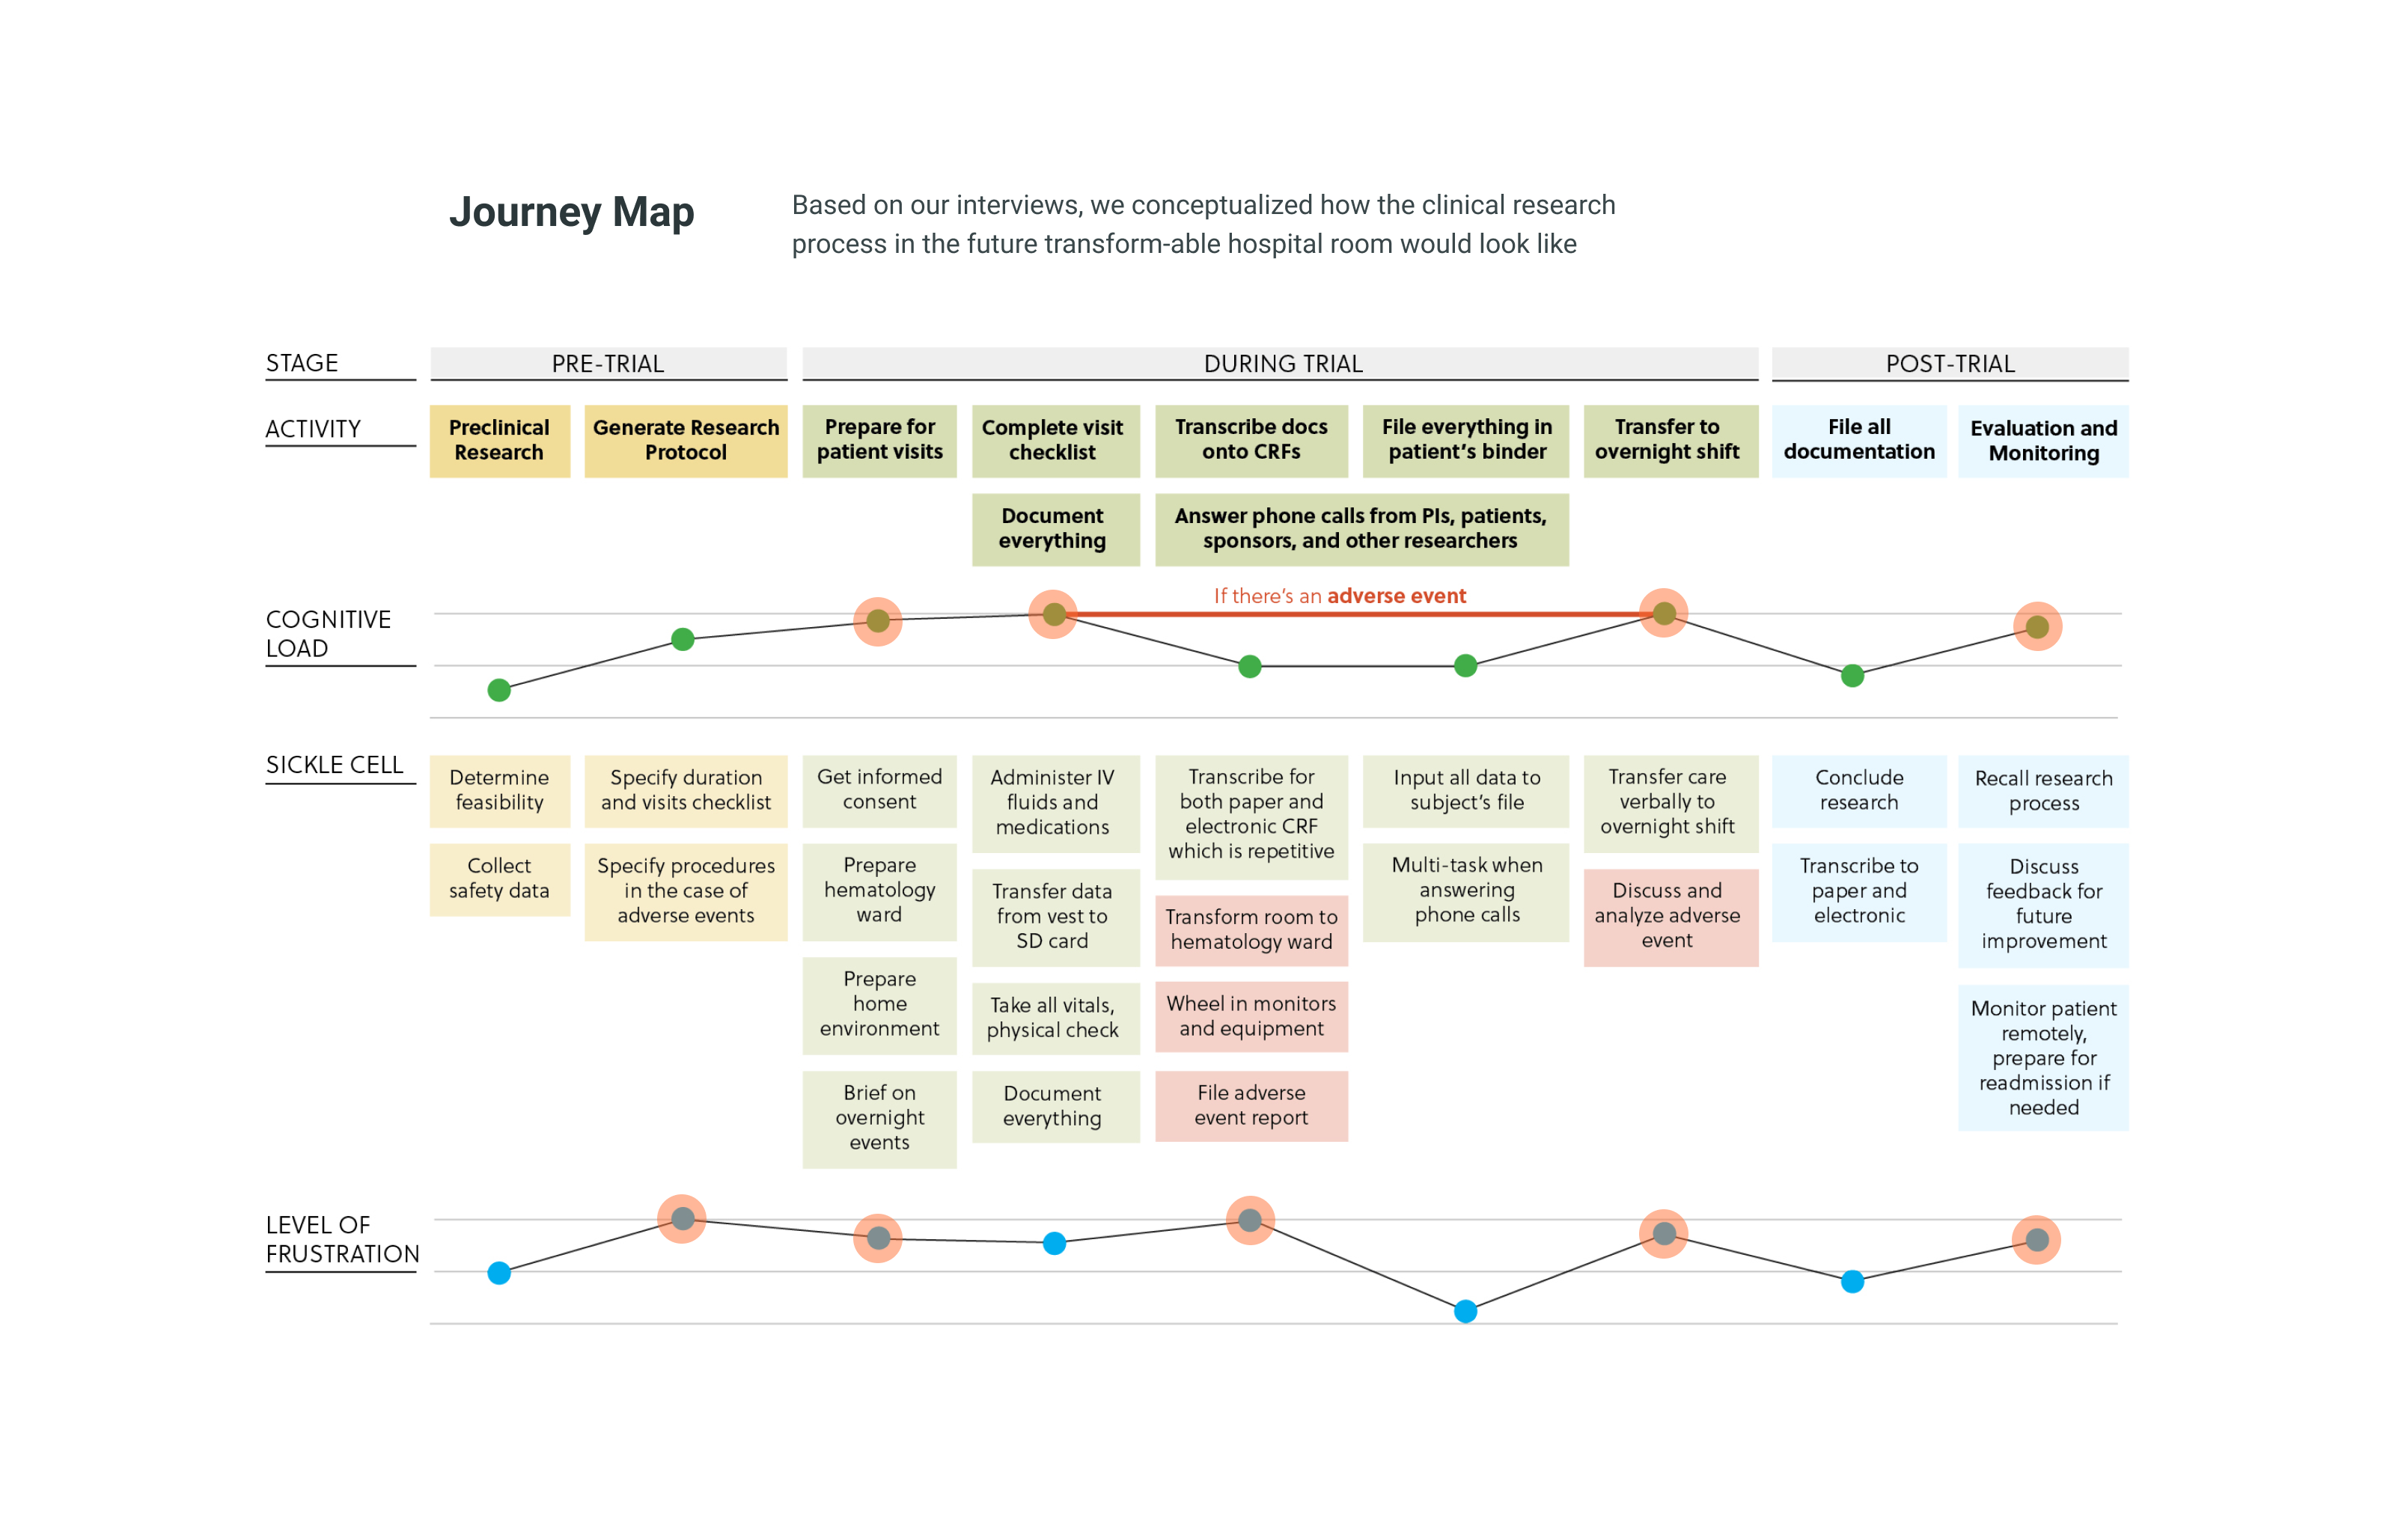 Journey Map
Based on our interviews, we conceptualized how the clinical research
process in the future transform-able hospital room would look like
STAGE
PRE-TRIAL
DURING TRIAL
POST-TRIAL
ACTIVITY
Preclinical
Research
Generate Research
Protocol
Prepare for
patient visits
Complete visit
checklist
Transcribe docs
onto CRFs
File everything in
patient's binder
Transfer to
overnight shift
File all
documentation
Evaluation and
Monitoring
Document
everything
Answer phone calls from PIs, patients,
sponsors, and other researchers
COGNITIVE
LOAD
If there's an adverse event
SICKLE CELL
Determine
feasibility
Collect
safety data
Specify duration
and visits checklist
Specify procedures
in the case of
adverse events
Get informed
consent
Prepare
hematology
ward
Prepare
home
environment
Brief on
overnight
events
Administer IV
fluids and
medications
Transfer data
from vest to
SD card
Take all vitals,
physical check
Document
everything
Transcribe for
both paper and
electronic CRF
which is repetitive
Transform room to
hematology ward
Wheel in monitors
and equipment
File adverse
event report
Input all data to
subject's file
Multi-task when
answering
phone calls
Transfer care
verbally to
overnight shift
Discuss and
analyze adverse
event
Conclude
research
Transcribe to
paper and
electronic
Recall research
process
Discuss
feedback for
future
improvement
Monitor patient
remotely,
prepare for
readmission if
needed
LEVEL OF
FRUSTRATION